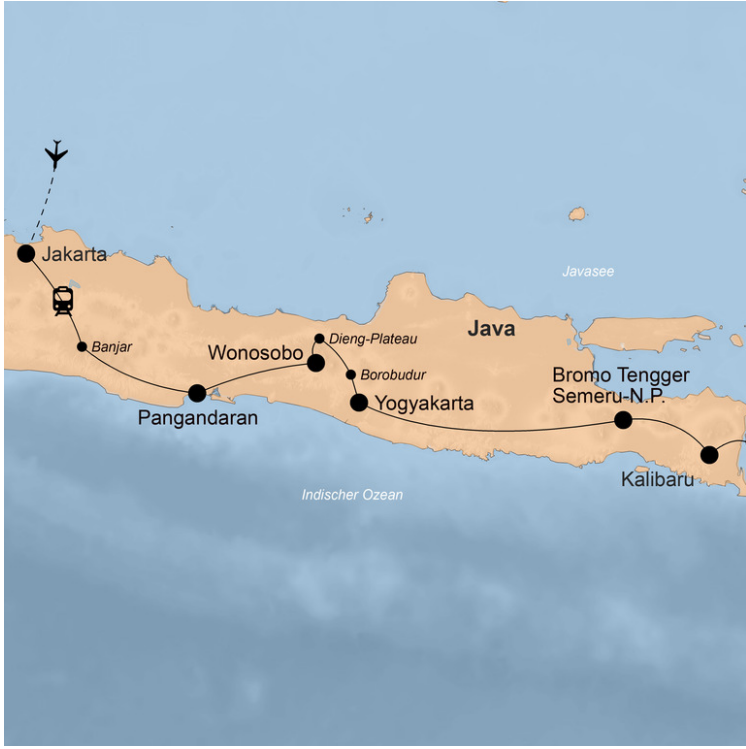 Jakarta
Javasee
Banjar
Dieng-Plateau
Java
Wonosobo
Borobudur
Bromo Tengger
Semeru-N.P.
Pangandaran
Yogyakarta
Kalibaru
Indischer Ozean